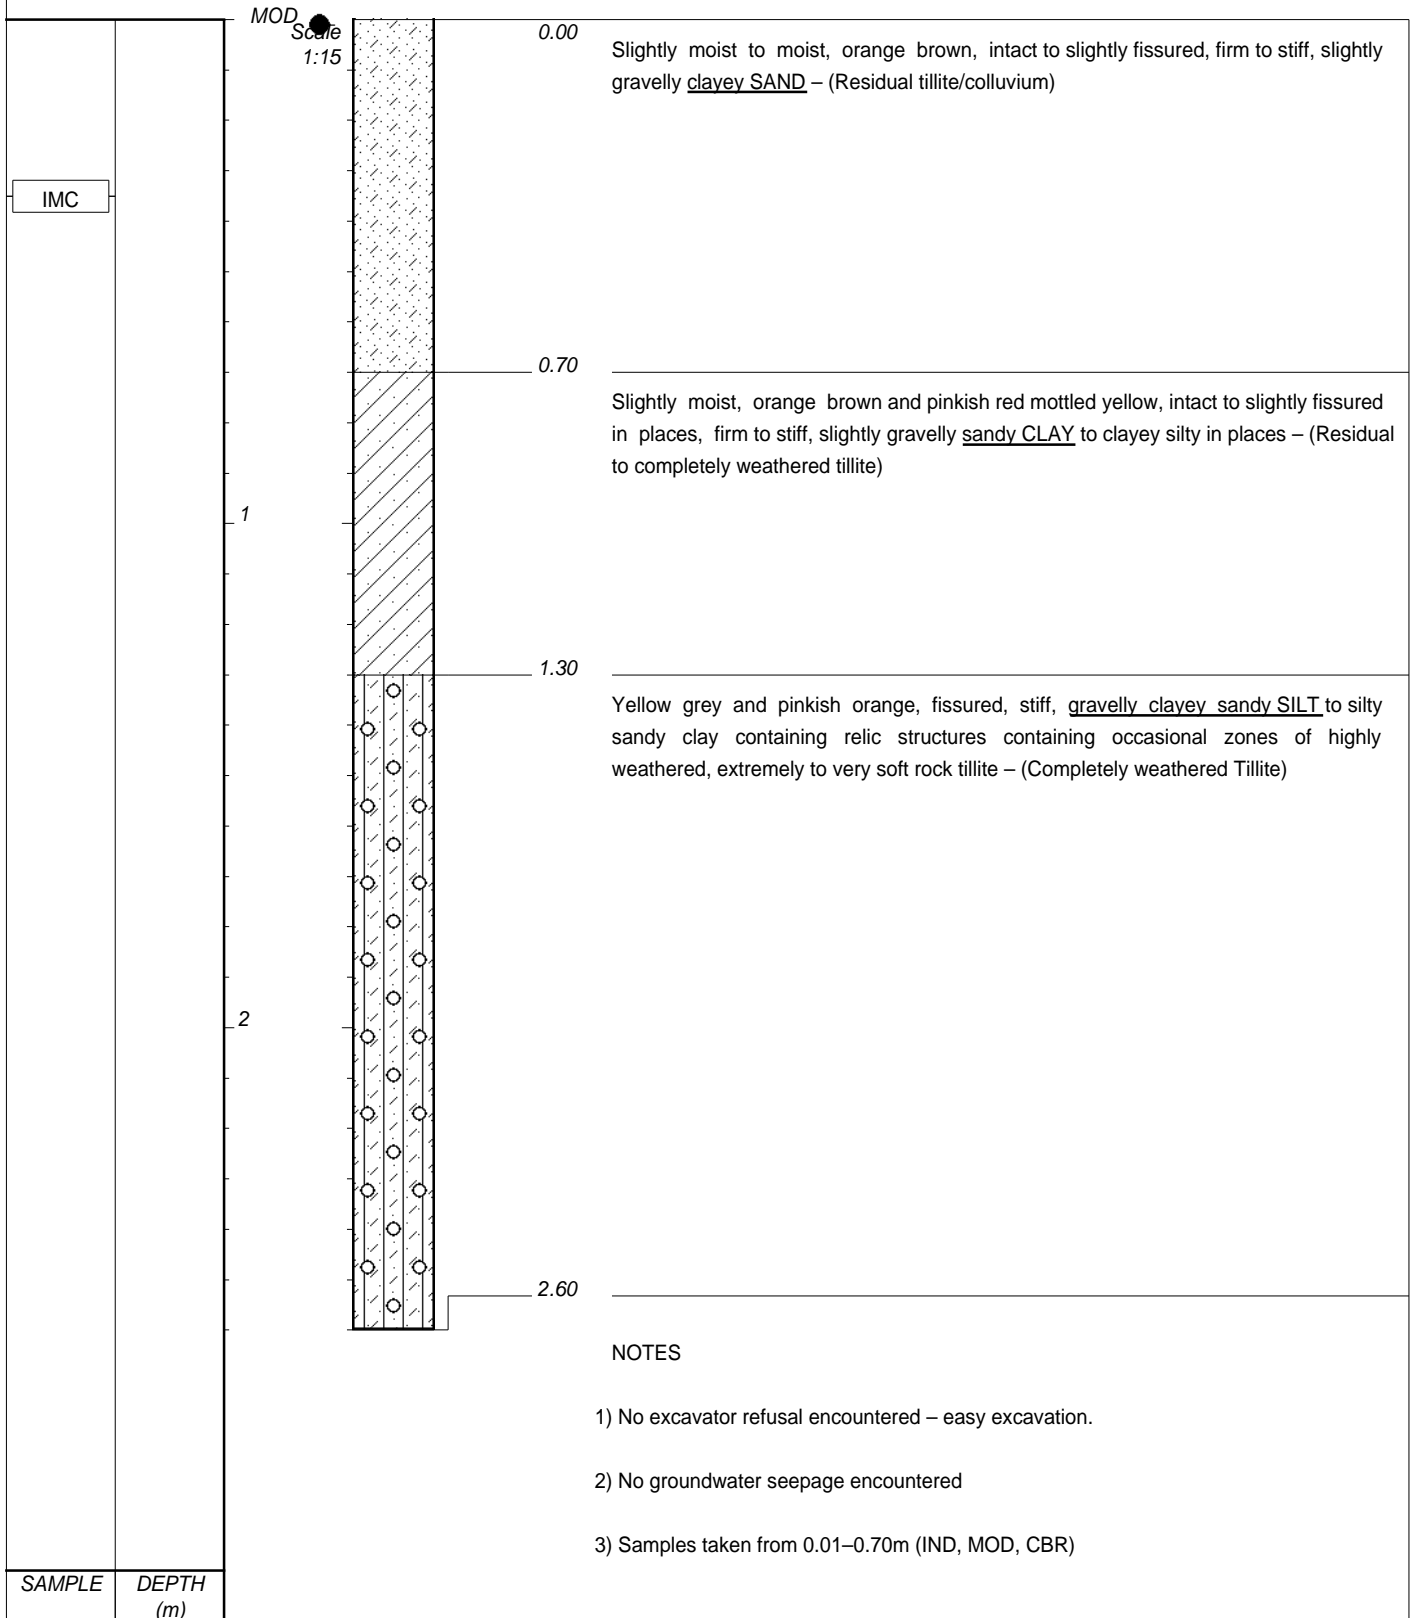 MOD
Scale
1:15
0.00
Slightly moist to moist, orange brown, intact to slightly fissured, firm to stiff, slightly
gravelly clayey SAND – (Residual tillite/colluvium)
IMC
0.70
Slightly moist, orange brown and pinkish red mottled yellow, intact to slightly fissured
in places, firm to stiff, slightly gravelly sandy CLAY to clayey silty in places – (Residual
to completely weathered tillite)
1
1.30
Yellow grey and pinkish orange, fissured, stiff, gravelly clayey sandy SILT to silty
sandy clay containing relic structures containing occasional zones of highly
weathered, extremely to very soft rock tillite – (Completely weathered Tillite)
2
2.60
NOTES
1) No excavator refusal encountered – easy excavation.
2) No groundwater seepage encountered
3) Samples taken from 0.01–0.70m (IND, MOD, CBR)
SAMPLE DEPTH
(m)